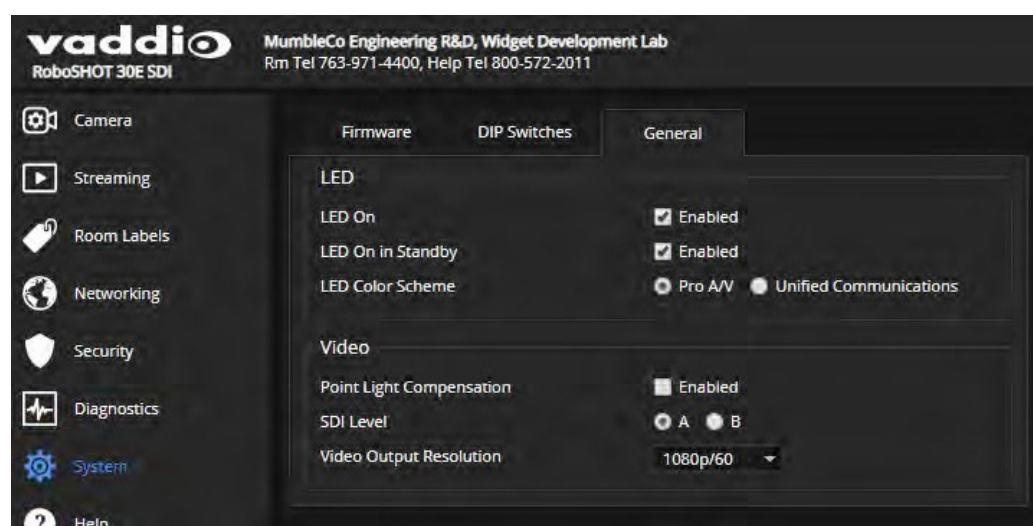 vaddio
RoboSHOT 30E SDI
MumbleCo Engineering R&D, Widget Development Lab
Rm Tel 763-971-4400, Help Tel 800-572-2011
Camera
Streaming
Room Labels
Networking
Security
Diagnostics
System
Help
Firmware DIP Switches General
LED
LED On Enabled
LED On in Standby Enabled
LED Color Scheme Pro A/V Unified Communications
Video
Point Light Compensation Enabled
SDI Level A B
Video Output Resolution 1080p/60